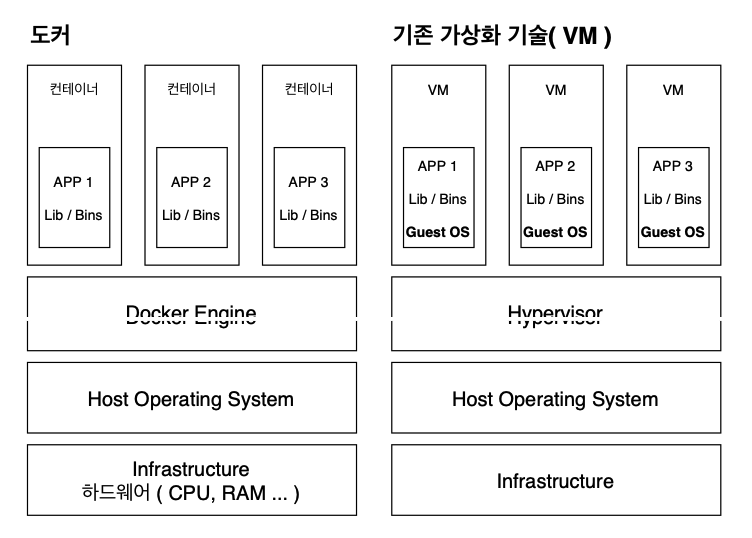 도커
컨테이너
컨테이너
컨테이너
APP 1
Lib / Bins
APP 2
Lib / Bins
APP 3
Lib / Bins
Docker Engine
Host Operating System
Infrastructure
하드웨어 ( CPU, RAM ... )
기존 가상화 기술( VM )
VM
VM
VM
APP 1
Lib / Bins
Guest OS
APP 2
Lib / Bins
Guest OS
APP 3
Lib / Bins
Guest OS
Hypervisor
Host Operating System
Infrastructure